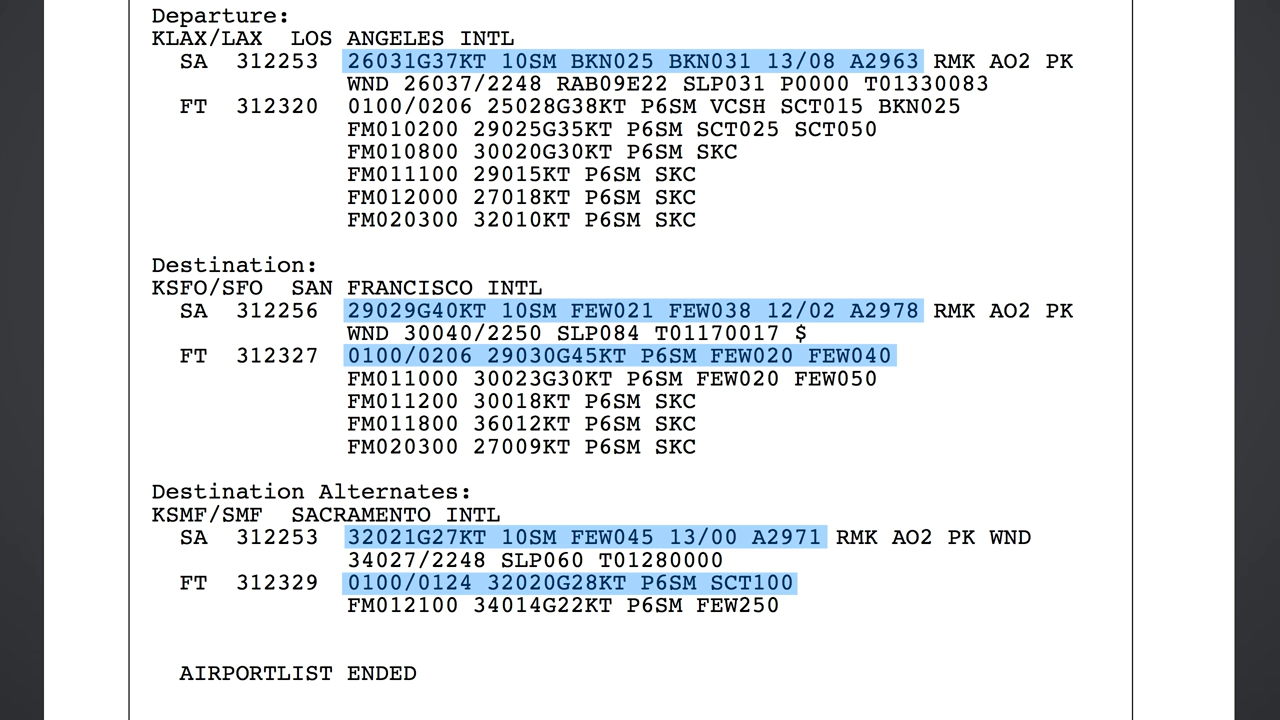 Departure:
KLAX/LAX LOS ANGELES INTL
SA 312253 26031G37KT 10SM BKN025 BKN031 13/08 A2963 RMK AO2 PK
WND 26037/2248 RAB09E22 SLP031 P0000 T01330083
FT 312320 0100/0206 25028G38KT P6SM VCSH SCT015 BKN025
FM010200 29025G35KT P6SM SCT025 SCT050
FM010800 30020G30KT P6SM SKC
FM011100 29015KT P6SM SKC
FM012000 27018KT P6SM SKC
FM020300 32010KT P6SM SKC
Destination:
KSFO/SFO SAN FRANCISCO INTL
SA 312256 29029G40KT 10SM FEW021 FEW038 12/02 A2978 RMK AO2 PK
WND 30040/2250 SLP084 T01170017 $
FT 312327 0100/0206 29030G45KT P6SM FEW020 FEW040
FM011000 30023G30KT P6SM FEW020 FEW050
FM011200 30018KT P6SM SKC
FM011800 36012KT P6SM SKC
FM020300 27009KT P6SM SKC
Destination Alternates:
KSMF/SMF SACRAMENTO INTL
SA 312253 32021G27KT 10SM FEW045 13/00 A2971 RMK AO2 PK WND
34027/2248 SLP060 T01280000
FT 312329 0100/0124 32020G28KT P6SM SCT100
FM012100 34014G22KT P6SM FEW250
AIRPORTLIST ENDED